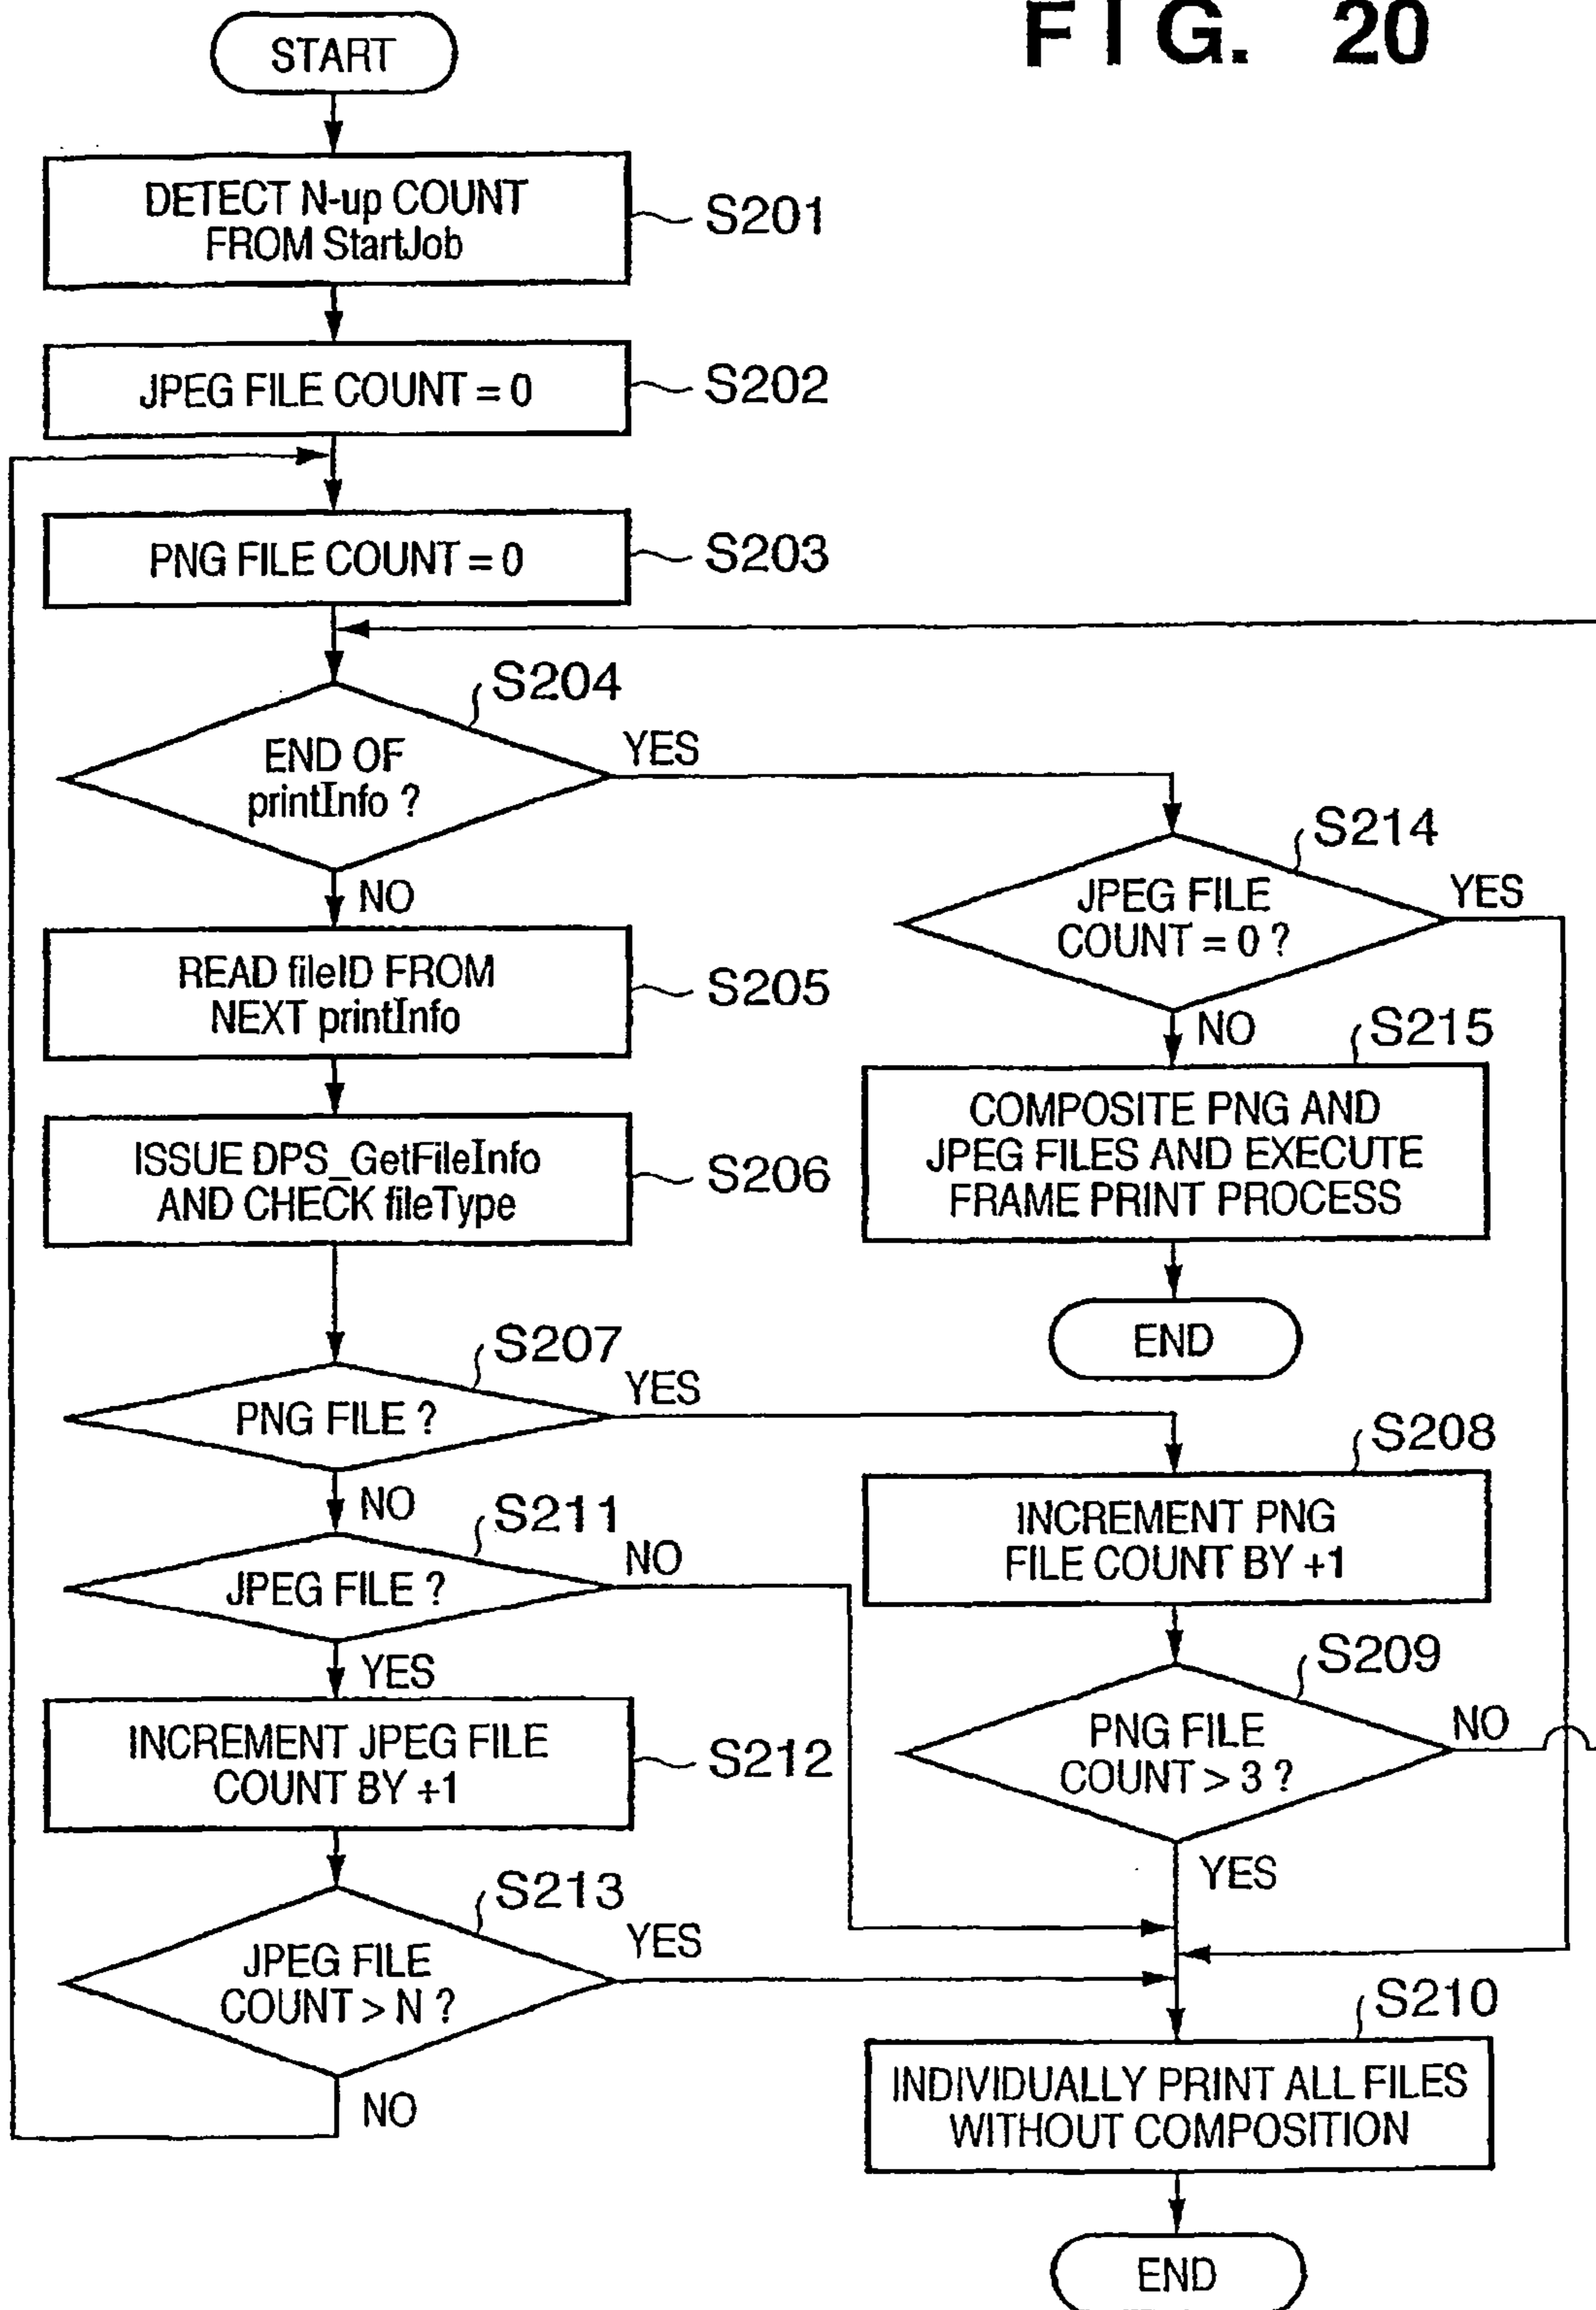 FIG. 20
START
DETECT N-up COUNT
FROM StartJob
S201
JPEG FILE COUNT = 0
S202
PNG FILE COUNT = 0
S203
S204
END OF
printInfo ?
YES
NO
READ fileID FROM
NEXT printInfo
S205
ISSUE DPS_GetFileInfo
AND CHECK fileType
S206
S207
PNG FILE ?
YES
NO
S211
JPEG FILE ?
NO
YES
INCREMENT JPEG FILE
COUNT BY +1
S212
S213
JPEG FILE
COUNT > N ?
YES
NO
S214
JPEG FILE
COUNT = 0 ?
YES
NO
S215
COMPOSITE PNG AND
JPEG FILES AND EXECUTE
FRAME PRINT PROCESS
END
S208
INCREMENT PNG
FILE COUNT BY +1
S209
PNG FILE
COUNT > 3 ?
NO
YES
S210
INDIVIDUALLY PRINT ALL FILES
WITHOUT COMPOSITION
END